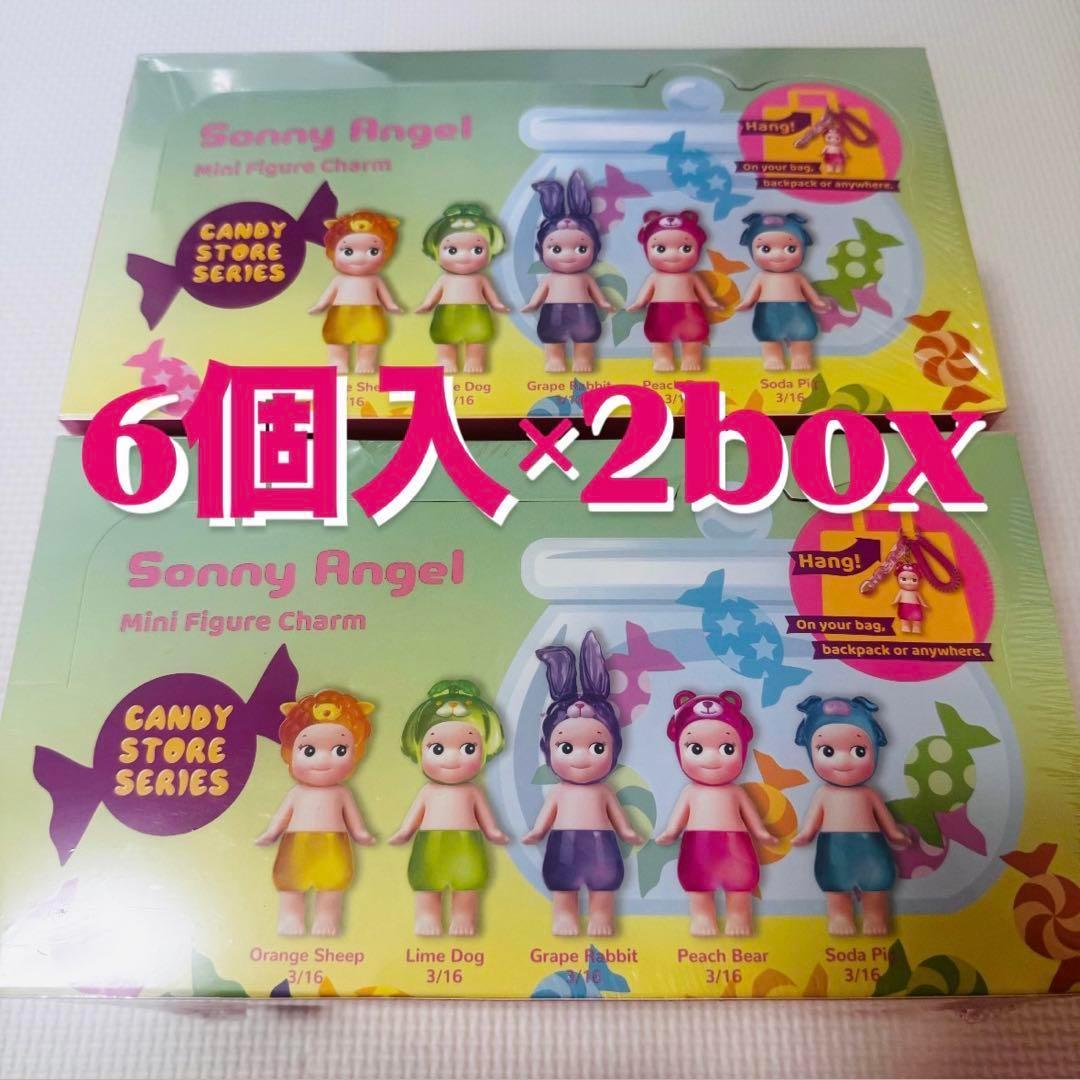 Sonny Angel
Mini Figure Charm
Hang!
On your bag,
backpack or anywhere.
CANDY
STORE
SERIES
Dog
Grape Rabbit
Soda Pig
3/16
6個入×2box
Sonny Angel
Mini Figure Charm
Hang!
On your bag,
backpack or anywhere.
CANDY
STORE
SERIES
Orange Sheep
3/16
Lime Dog
3/16
Grape Rabbit
3/16
Peach Bear
3/16
Soda Pig
3/16